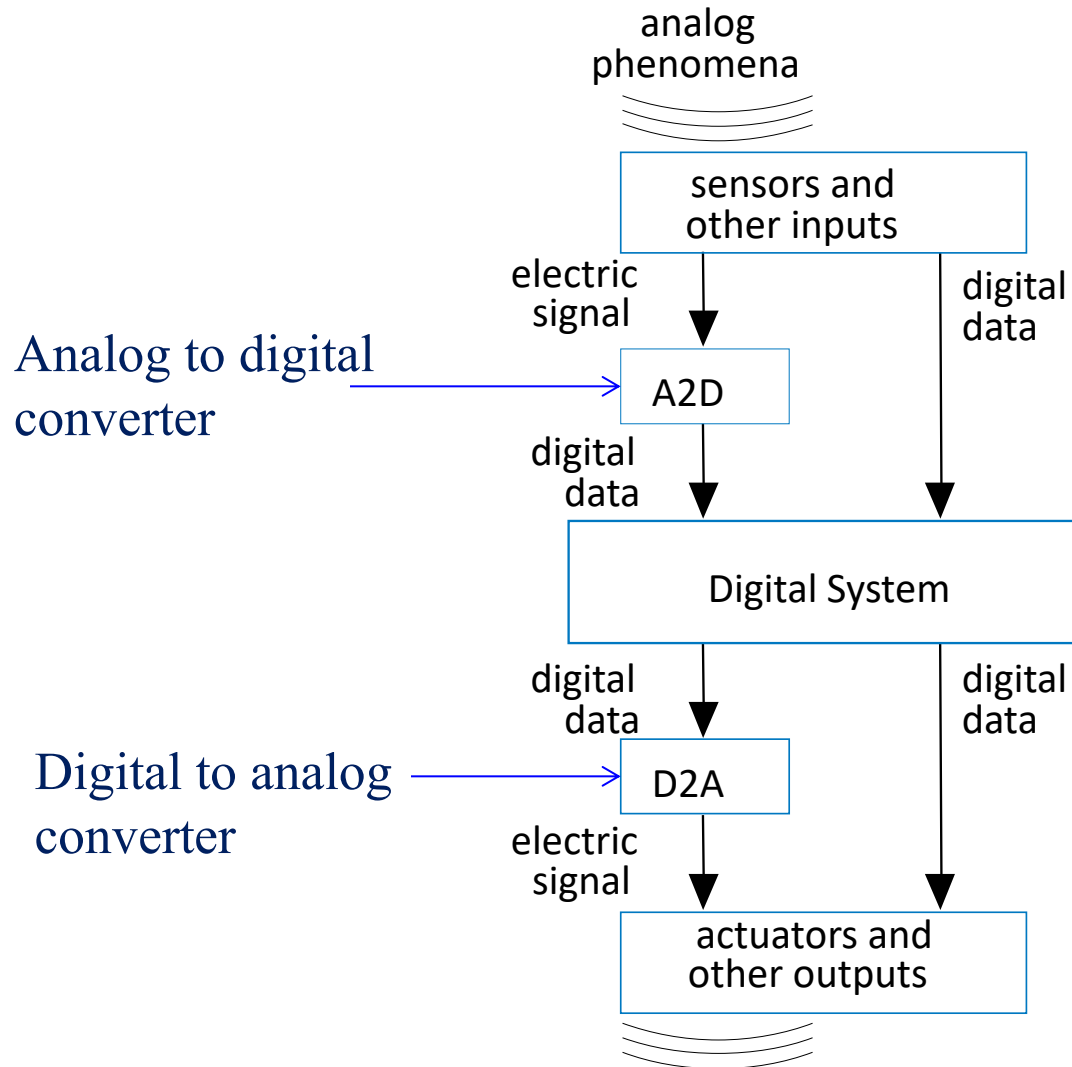 analog
phenomena
sensors and
other inputs
electric
signal
digital
data
Analog to digital
converter
A2D
digital
data
Digital System
digital
data
digital
data
Digital to analog
converter
D2A
electric
signal
actuators and
other outputs